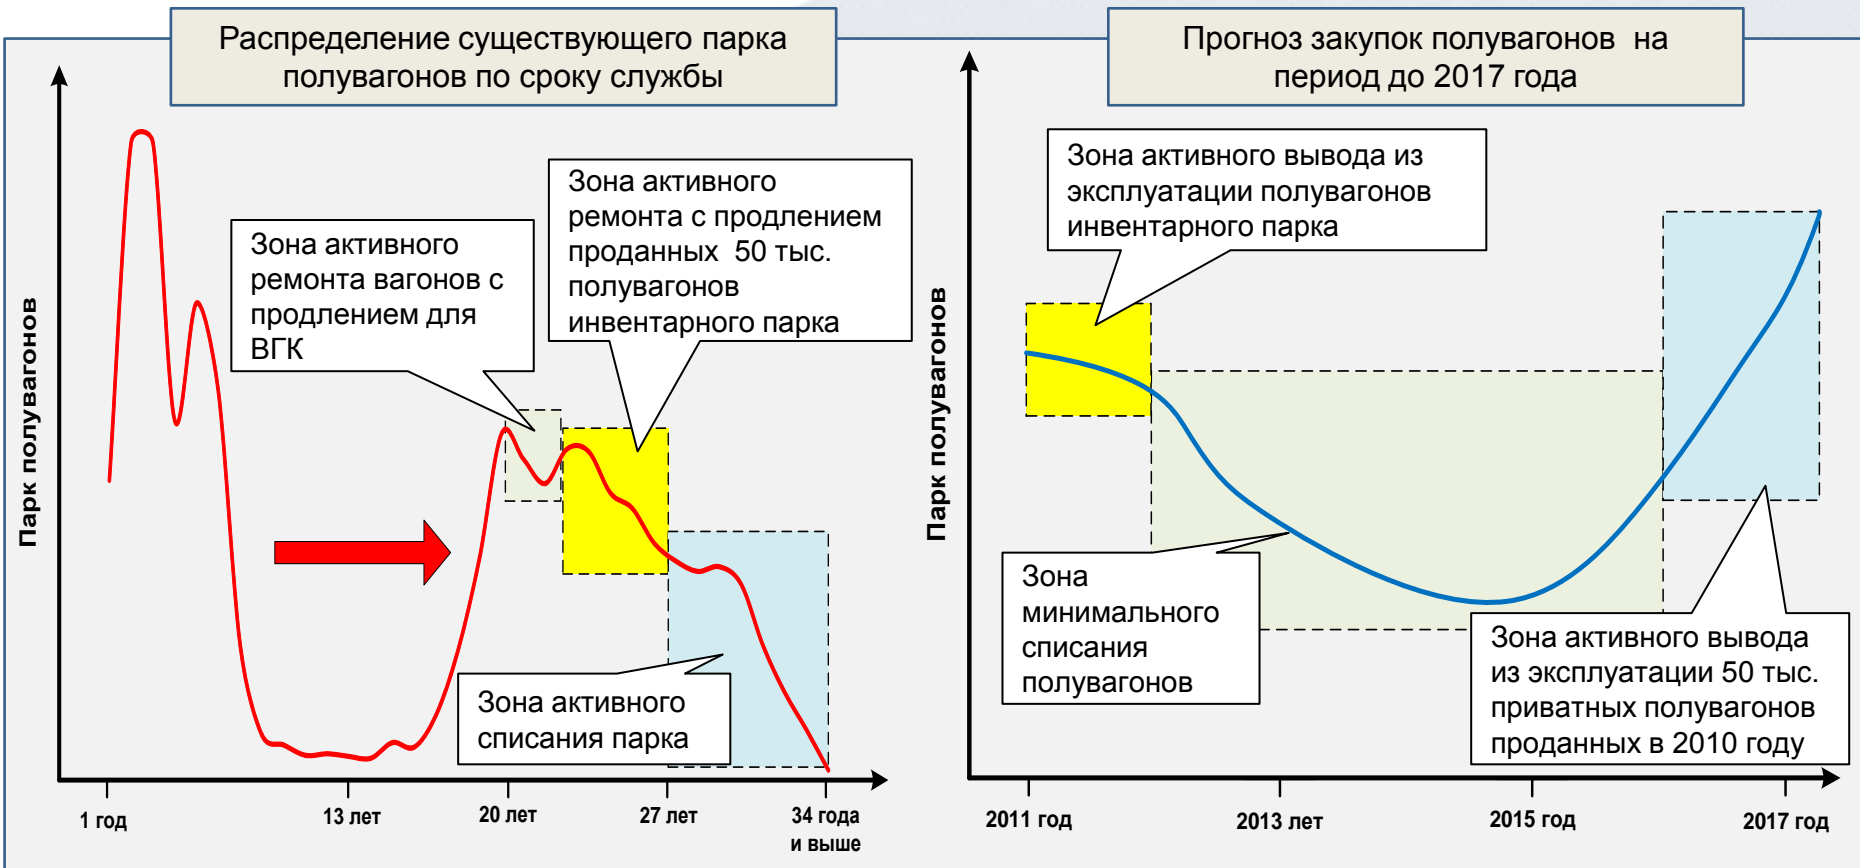 Распределение существующего парка
полувагонов по сроку службы
Парк полувагонов
Зона активного
ремонта вагонов с
продлением для
ВГК
Зона активного
ремонта с продлением
проданных 50 тыс.
полувагонов
инвентарного парка
Зона активного
списания парка
1 год
13 лет
20 лет
27 лет
34 года
и выше
Прогноз закупок полувагонов на
период до 2017 года
Парк полувагонов
Зона активного вывода из
эксплуатации полувагонов
инвентарного парка
Зона
минимального
списания
полувагонов
Зона активного вывода
из эксплуатации 50 тыс.
приватных полувагонов
проданных в 2010 году
2011 год
2013 лет
2015 год
2017 год